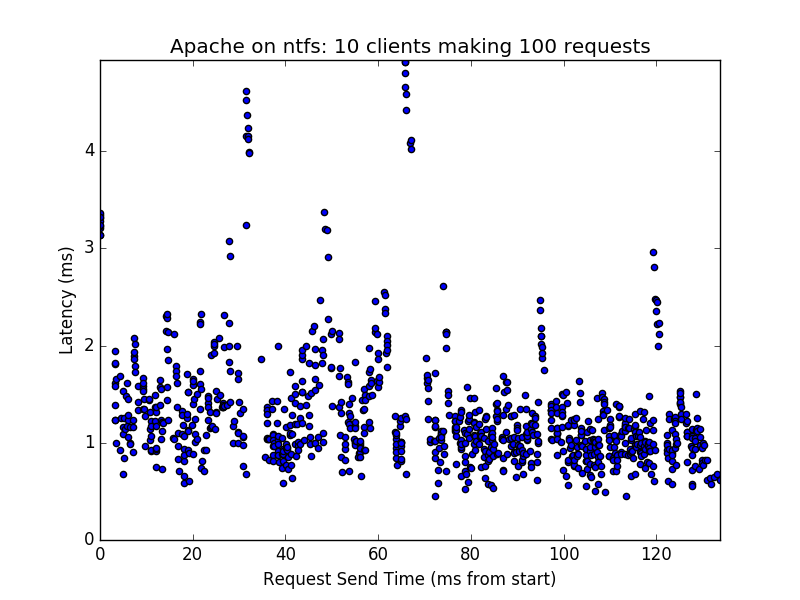 Apache on ntfs: 10 clients making 100 requests
4
3
2
1
0
Latency (ms)
0 20 40 60 80 100 120
Request Send Time (ms from start)